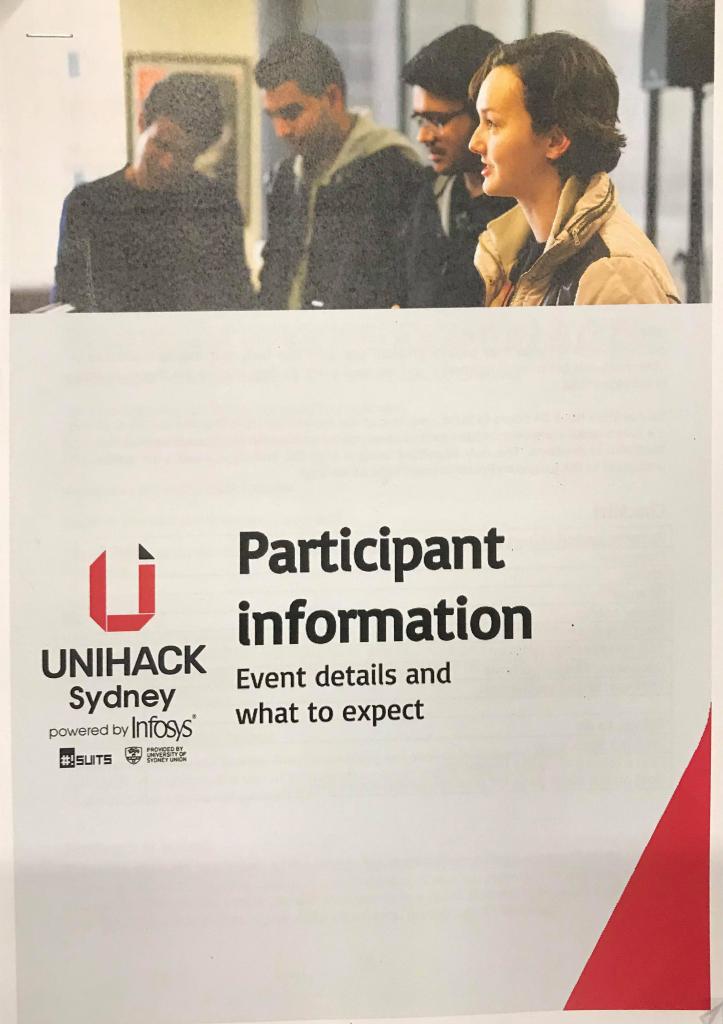 Participant
information
Event details and
what to expect
UNIHACK
Sydney
powered by Infosys®
#!SUITS
PROVIDED BY
UNIVERSITY OF
SYDNEY UNION